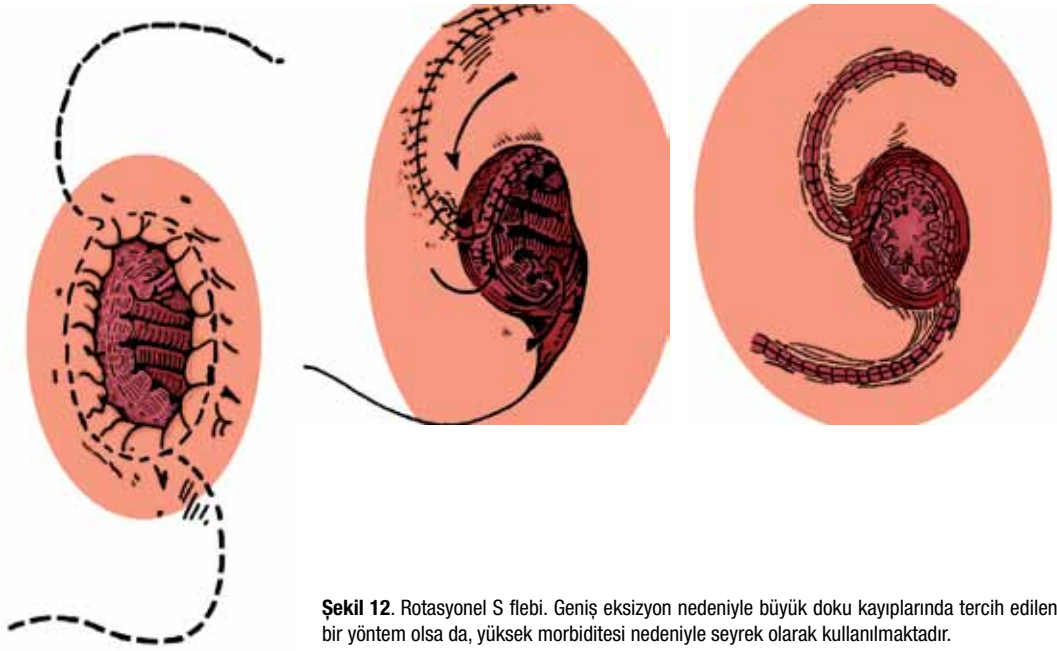 Şekil 12. Rotasyonel S flebi. Geniş eksizyon nedeniyle büyük doku kayıplarında tercih edilen
bir yöntem olsa da, yüksek morbiditesi nedeniyle seyrek olarak kullanılmaktadır.